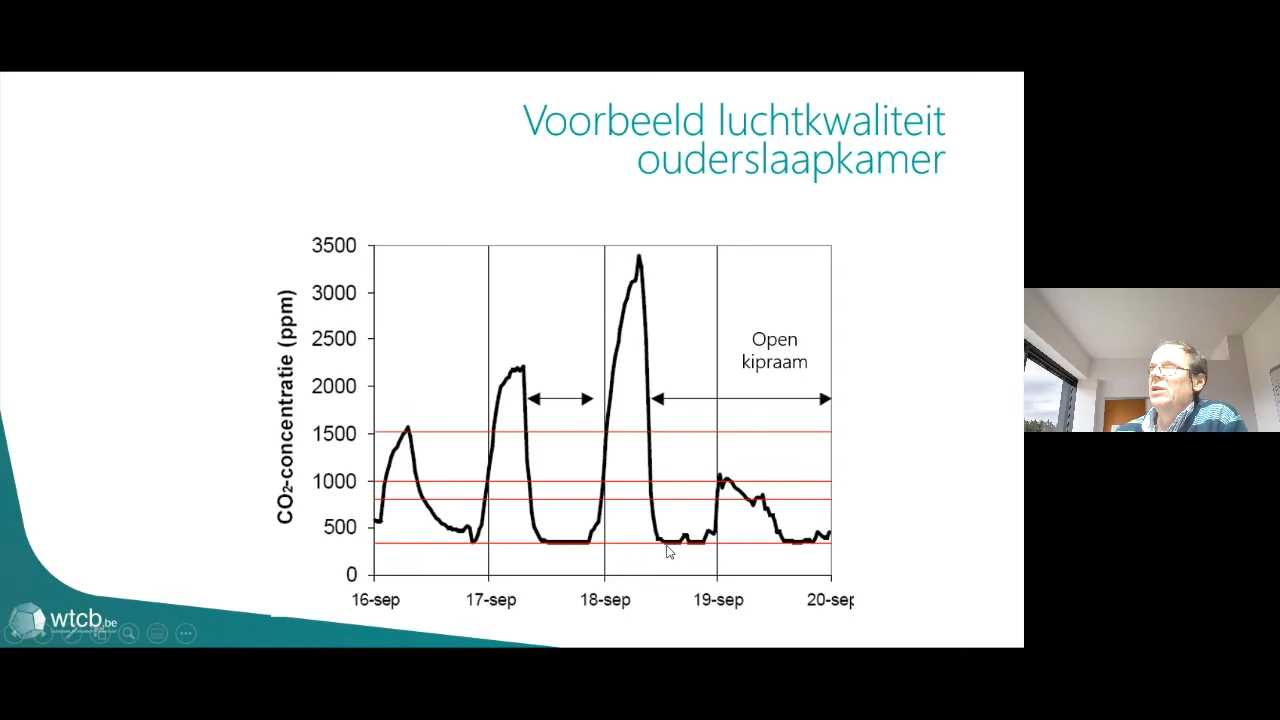 Voorbeeld luchtkwaliteit
ouderslaapkamer
CO2-concentratie (ppm)
3500
3000
2500
2000
1500
1000
500
0
Open
kipraam
16-sep
17-sep
18-sep
19-sep
20-sep
wtcb.be